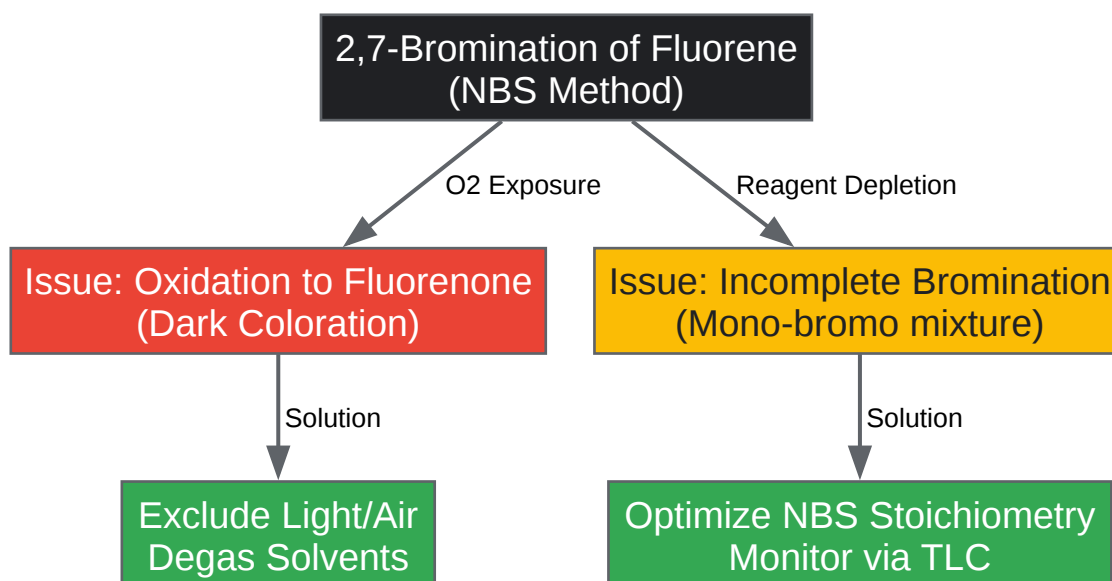 2,7-Bromination of Fluorene
(NBS Method)
O2 Exposure
Reagent Depletion
Issue: Oxidation to Fluorenone
(Dark Coloration)
Issue: Incomplete Bromination
(Mono-bromo mixture)
Solution
Solution
Exclude Light/Air
Degas Solvents
Optimize NBS Stoichiometry
Monitor via TLC